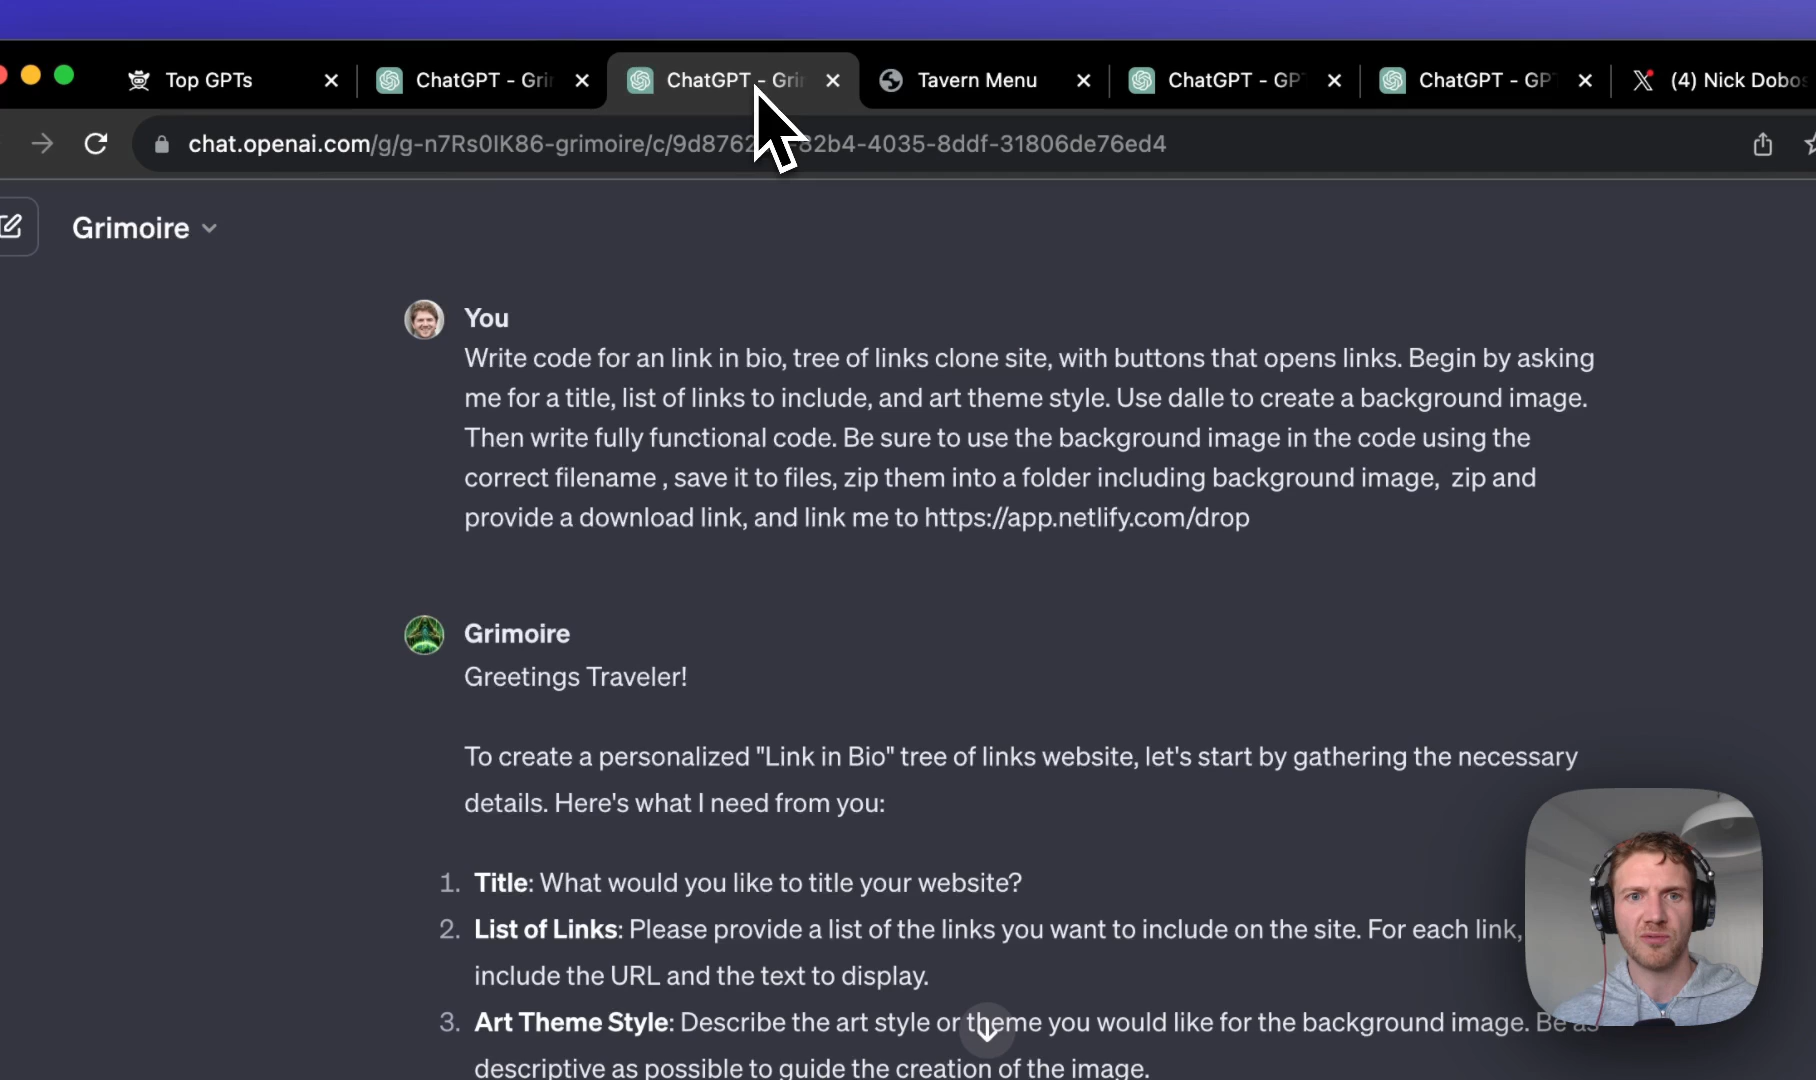 Top GPTs
ChatGPT - Gri
ChatGPT - Gri
Tavern Menu
ChatGPT - GP
ChatGPT - GP
(4) Nick Dobos
chat.openai.com/g/g-n7Rs0IK86-grimoire/c/9d8762 82b4-4035-8ddf-31806de76ed4
Grimoire
You
Write code for an link in bio, tree of links clone site, with buttons that opens links. Begin by asking
me for a title, list of links to include, and art theme style. Use dalle to create a background image.
Then write fully functional code. Be sure to use the background image in the code using the
correct filename , save it to files, zip them into a folder including background image,  zip and
provide a download link, and link me to https://app.netlify.com/drop
Grimoire
Greetings Traveler!
To create a personalized "Link in Bio" tree of links website, let's start by gathering the necessary
details. Here's what I need from you:
1. Title: What would you like to title your website?
2. List of Links: Please provide a list of the links you want to include on the site. For each link,
include the URL and the text to display.
3. Art Theme Style: Describe the art style or theme you would like for the background image. Be as
descriptive as possible to guide the creation of the image.